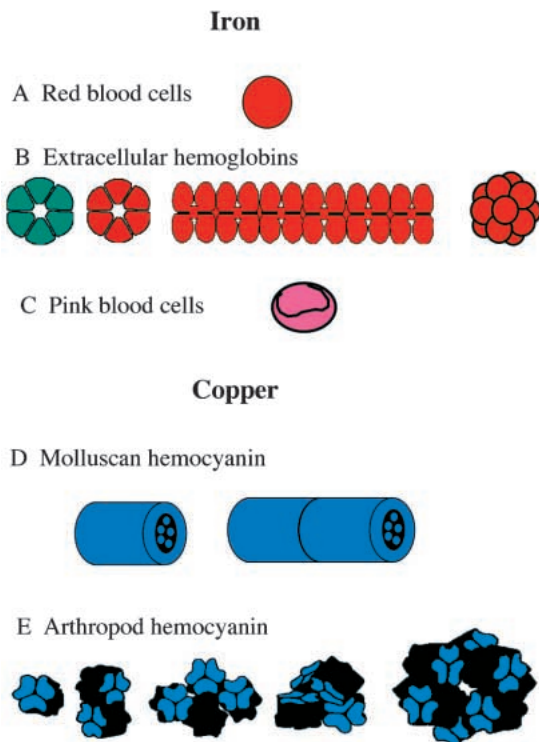 Iron
A Red blood cells
B Extracellular hemoglobins
C Pink blood cells
Copper
D Molluscan hemocyanin
E Arthropod hemocyanin